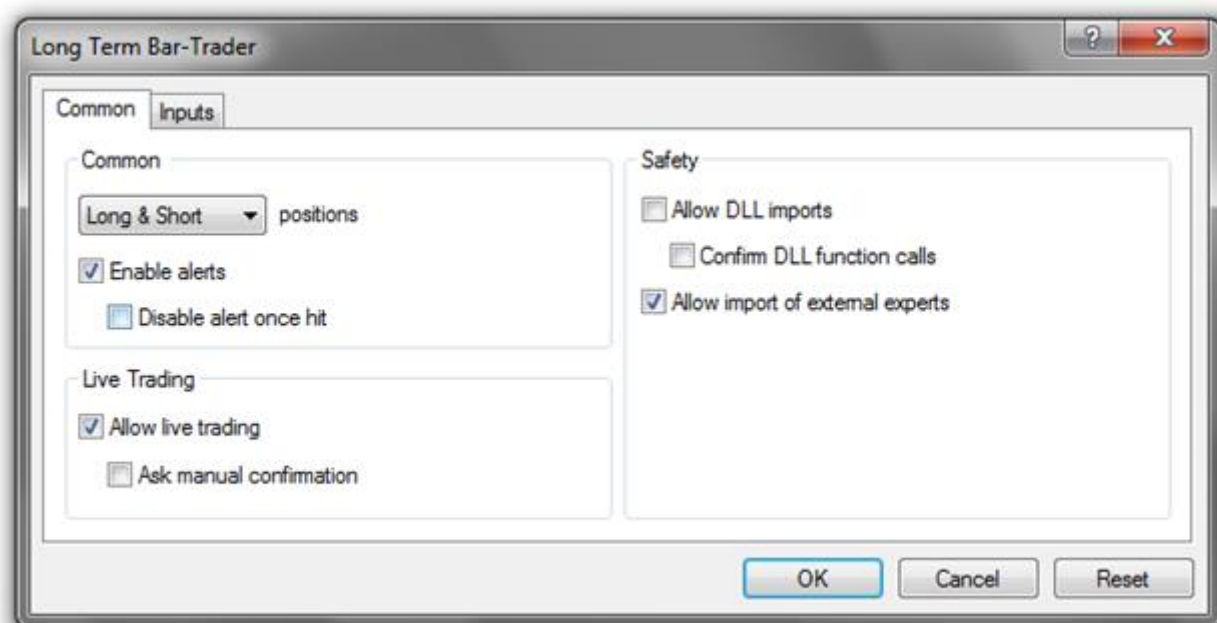 Long Term Bar-Trader
?
X
Common
Inputs
Common
Long & Short
positions
Enable alerts
Disable alert once hit
Live Trading
Allow live trading
Ask manual confirmation
Safety
Allow DLL imports
Confirm DLL function calls
Allow import of external experts
OK
Cancel
Reset